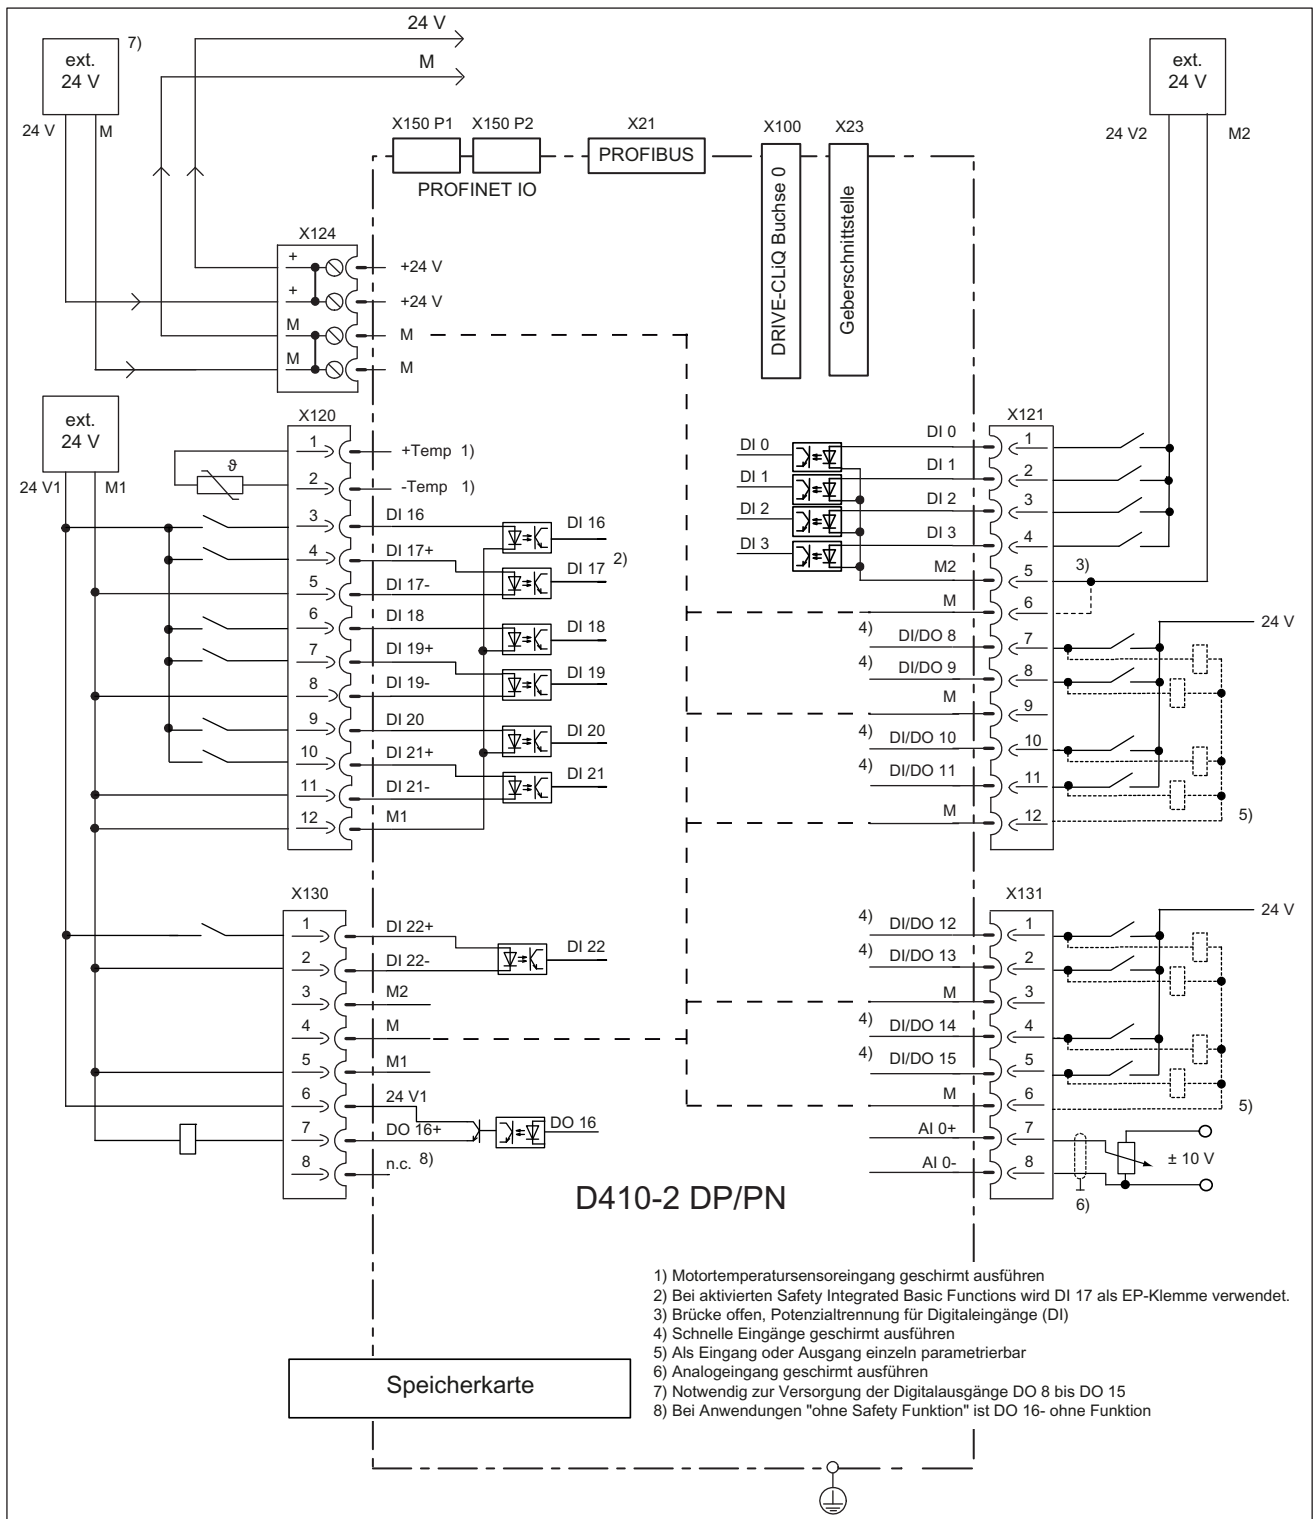 24 V
M
ext.
24 V
7)
24 V
M
X150 P1
X150 P2
PROFINET IO
X21
PROFIBUS
X100
DRIVE-CLiQ Buchse 0
X23
Geberschnittstelle
ext.
24 V
24 V2
M2
X124
+
+24 V
+
+24 V
M
M
M
M
ext.
24 V
24 V1
M1
ϑ
X120
1
+Temp 1)
2
-Temp 1)
3
DI 16
4
DI 17+
5
DI 17-
6
DI 18
7
DI 19+
8
DI 19-
9
DI 20
10
DI 21+
11
DI 21-
12
M1
DI 16
DI 17
2)
DI 18
DI 19
DI 20
DI 21
X130
1
DI 22+
2
DI 22-
DI 22
3
M2
4
M
5
M1
6
24 V1
7
DO 16+
DO 16
8
n.c. 8)
X121
DI 0
DI 0
1
DI 1
DI 1
2
DI 2
DI 2
3
DI 3
DI 3
4
M2
5
3)
M
6
24 V
4)
DI/DO 8
7
4)
DI/DO 9
8
M
9
4)
DI/DO 10
10
4)
DI/DO 11
11
M
12
5)
X131
24 V
4)
DI/DO 12
1
4)
DI/DO 13
2
M
3
4)
DI/DO 14
4
4)
DI/DO 15
5
M
6
5)
AI 0+
7
± 10 V
AI 0-
8
6)
D410-2 DP/PN
1) Motortemperatursensoreingang geschirmt ausführen
2) Bei aktivierten Safety Integrated Basic Functions wird DI 17 als EP-Klemme verwendet.
3) Brücke offen, Potenzialtrennung für Digitaleingänge (DI)
4) Schnelle Eingänge geschirmt ausführen
5) Als Eingang oder Ausgang einzeln parametrierbar
6) Analogeingang geschirmt ausführen
7) Notwendig zur Versorgung der Digitalausgänge DO 8 bis DO 15
8) Bei Anwendungen "ohne Safety Funktion" ist DO 16- ohne Funktion
Speicherkarte